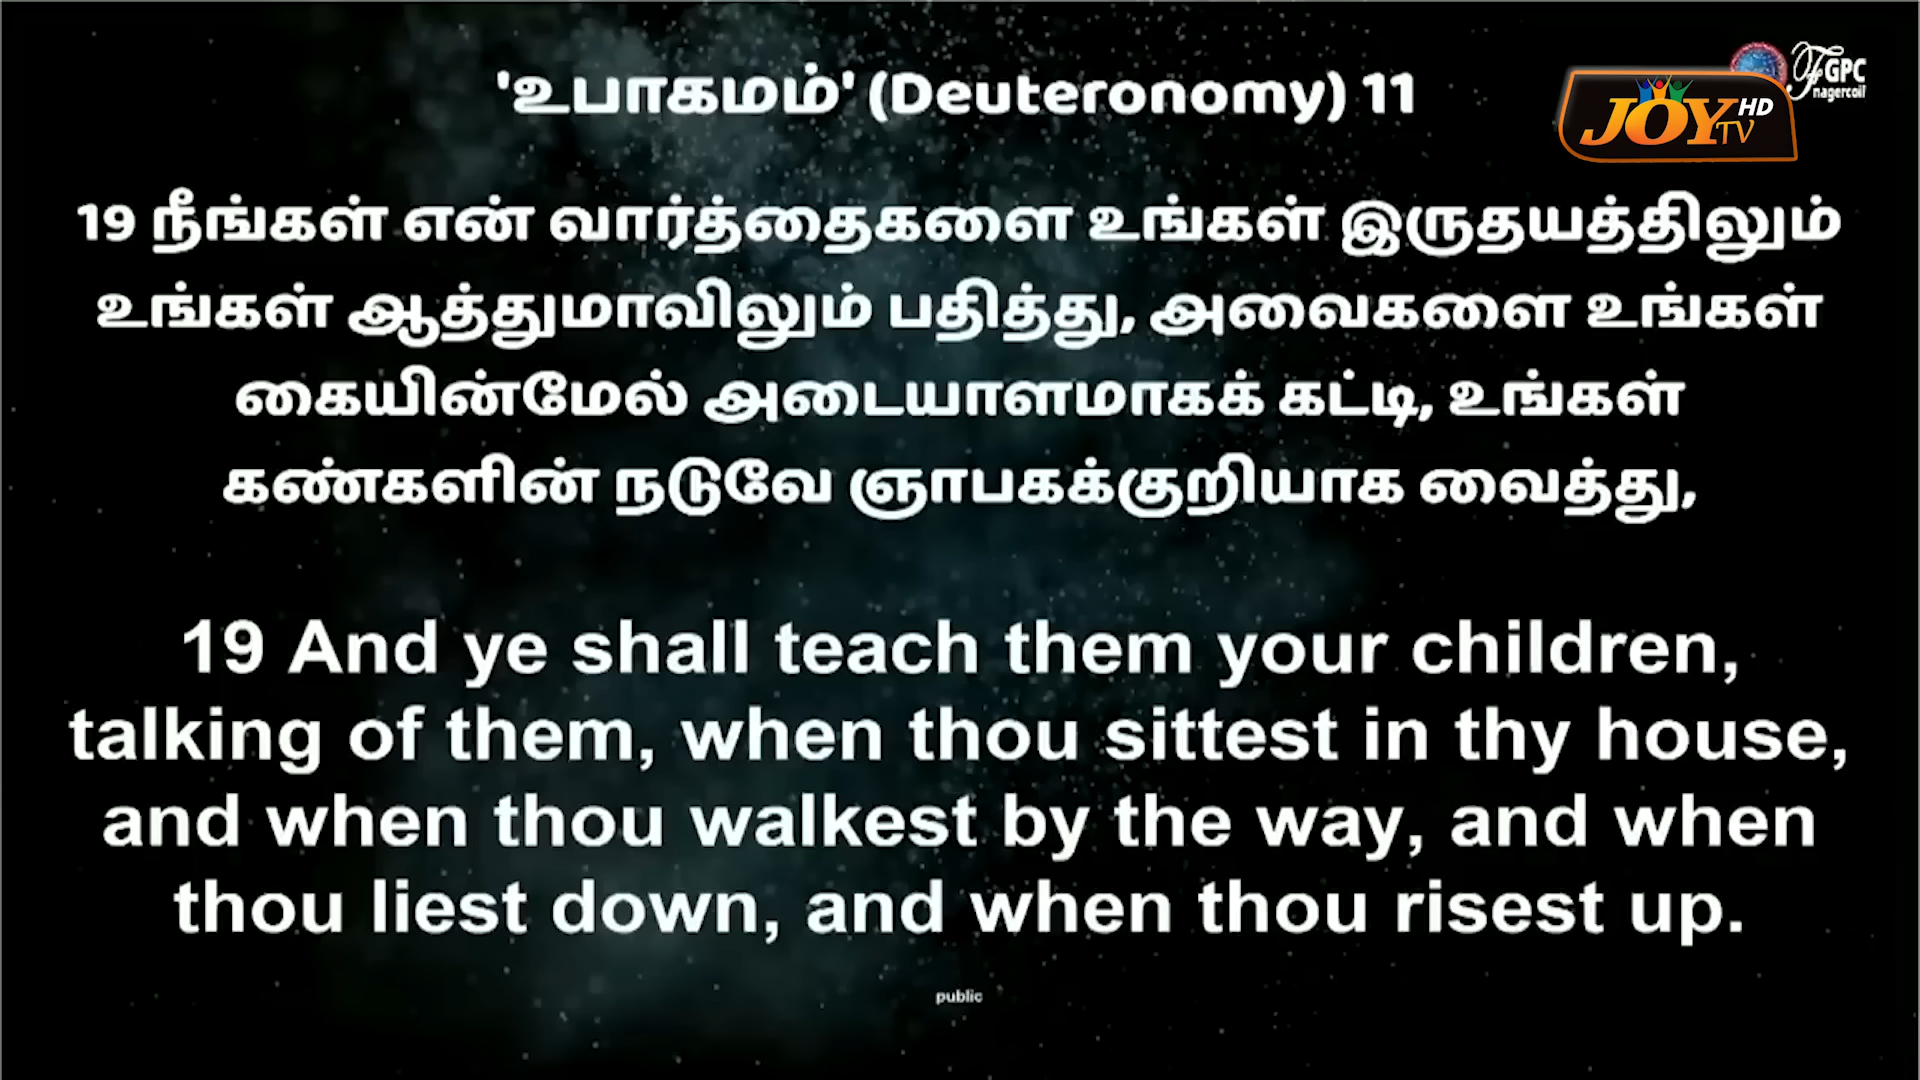 'உபாகமம்' (Deuteronomy) 11
FGPC
nagercoil
JOY TV HD
19 நீங்கள் என் வார்த்தைகளை உங்கள் இருதயத்திலும்
உங்கள் ஆத்துமாவிலும் பதித்து, அவைகளை உங்கள்
கையின்மேல் அடையாளமாகக் கட்டி, உங்கள்
கண்களின் நடுவே ஞாபகக்குறியாக வைத்து,
19 And ye shall teach them your children,
talking of them, when thou sittest in thy house,
and when thou walkest by the way, and when
thou liest down, and when thou risest up.
public